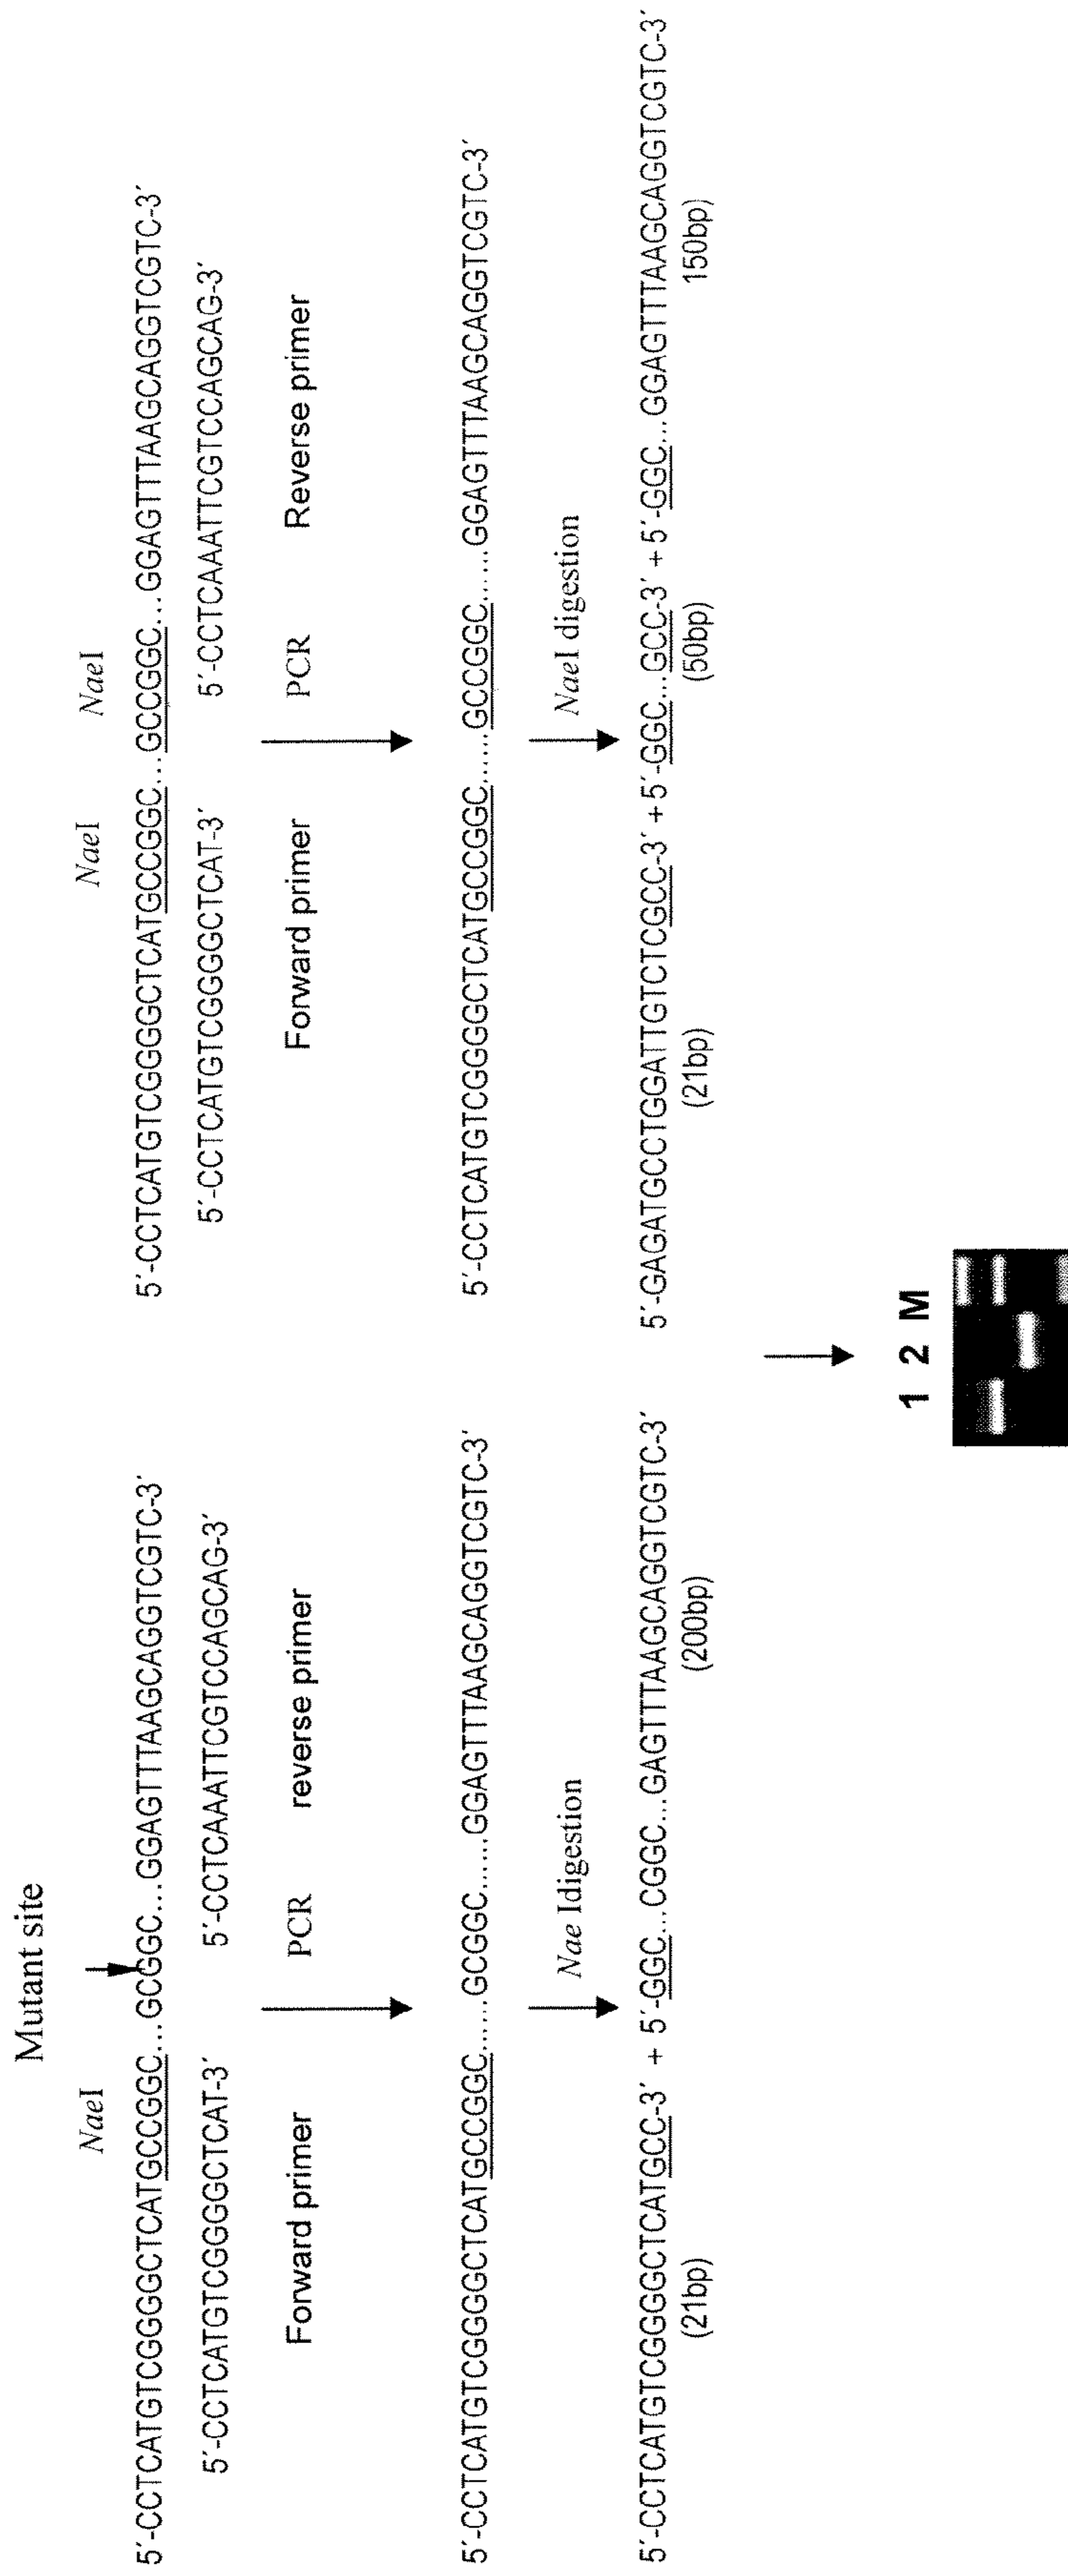 Mutant site
NaeI NaeI NaeI
5´-CCTCATGTCGGGGCTCATGCCGGC...GCGGC...GGAGTTTAAGCAGGTCGTC-3´ 5´-CCTCATGTCGGGGCTCATGCCGGC...GCCGGC...GGAGTTTAAGCAGGTCGTC-3´
5´-CCTCATGTCGGGGCTCAT-3´ 5´-CCTCAAATTCGTCCAGCAG-3´ 5´-CCTCATGTCGGGGCTCAT-3´ 5´-CCTCAAATTCGTCCAGCAG-3´
Forward primer PCR reverse primer Forward primer PCR Reverse primer
5´-CCTCATGTCGGGGCTCATGCCGGC......GCGGC......GGAGTTTAAGCAGGTCGTC-3´ 5´-CCTCATGTCGGGGCTCATGCCGGC......GCCGGC......GGAGTTTAAGCAGGTCGTC-3´
Nae Idigestion NaeI digestion
5´-CCTCATGTCGGGGCTCATGCC-3´ + 5´-GGC...CGGC...GAGTTTAAGCAGGTCGTC-3´ 5´-GAGATGCCTGGATTGTCTCGCC-3´ + 5´-GGC...GCC-3´ + 5´-GGC...GGAGTTTAAGCAGGTCGTC-3´
(21bp) (200bp) (21bp) (50bp) 150bp)
1 2 M